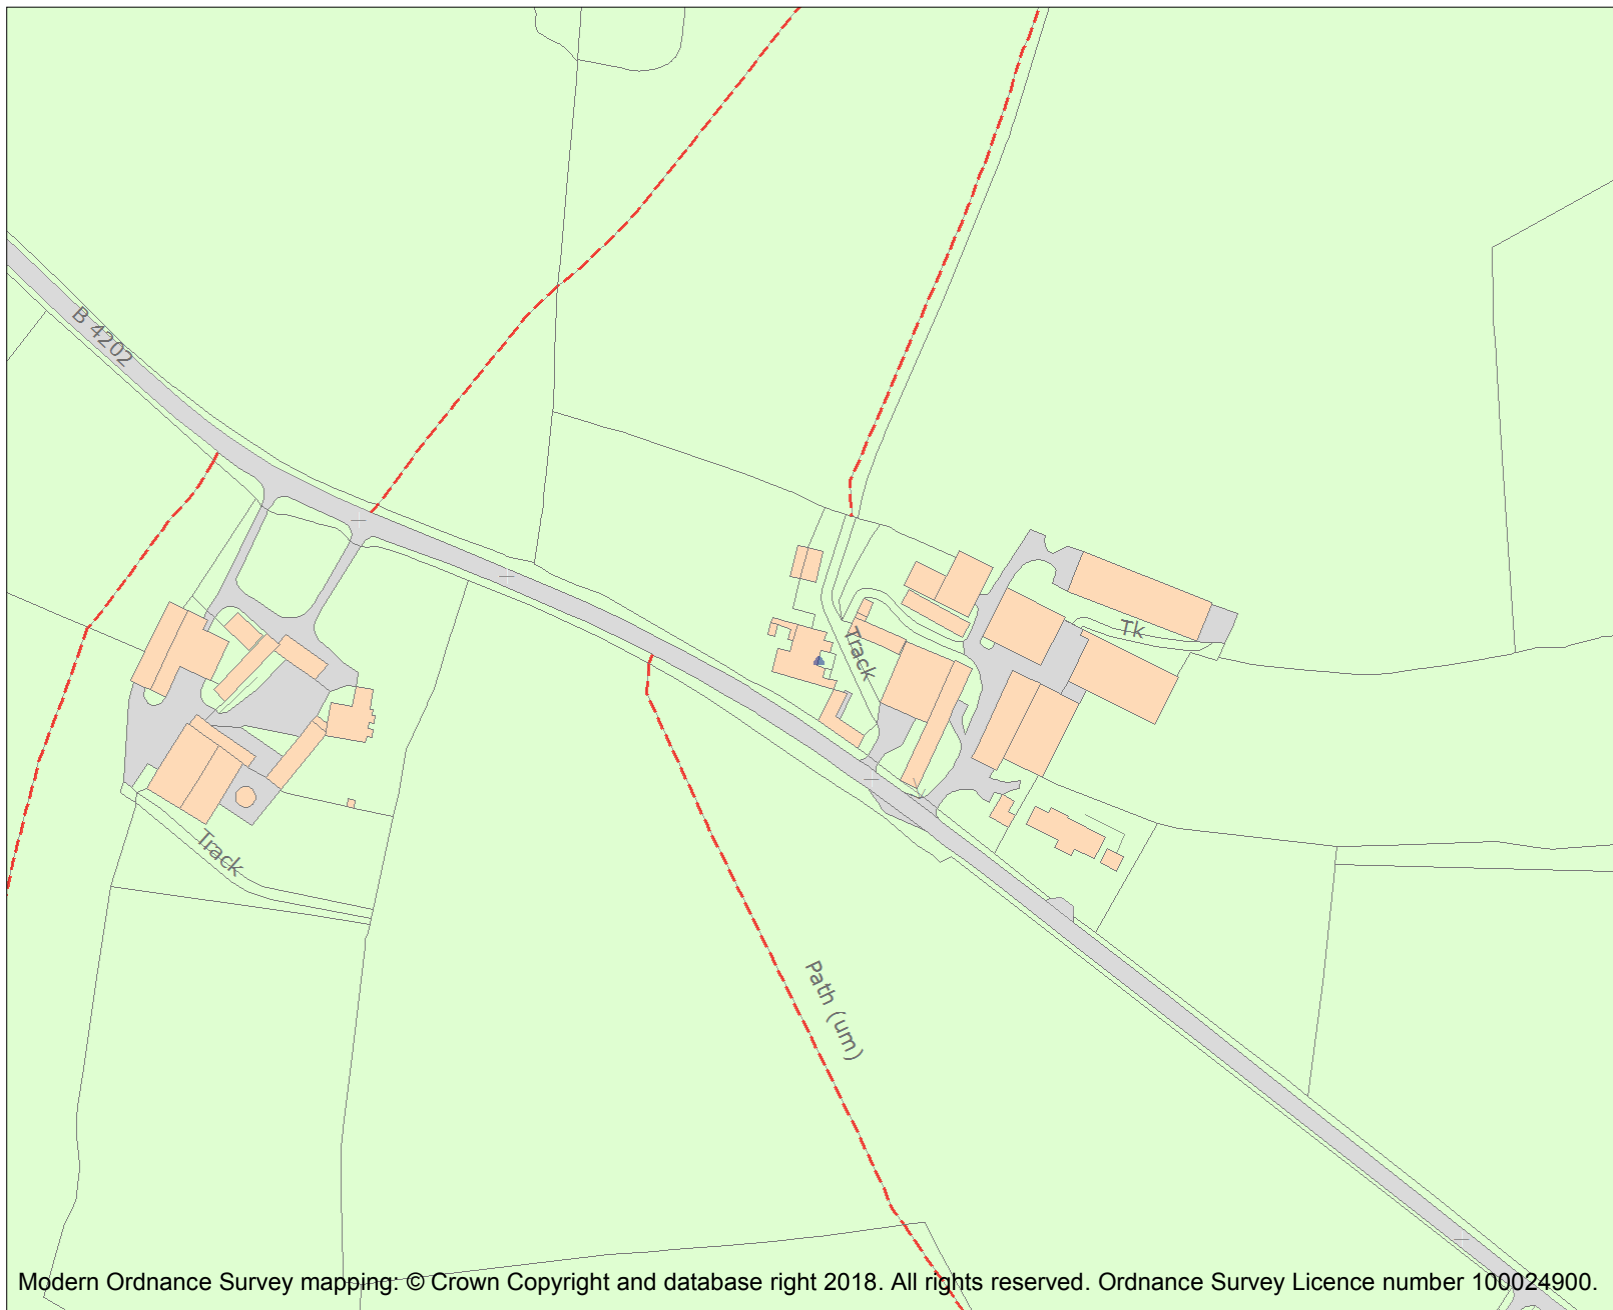 B 4202
Tk
Track
Track
Path (um)
Modern Ordnance Survey mapping: © Crown Copyright and database right 2018. All rights reserved. Ordnance Survey Licence number 100024900.